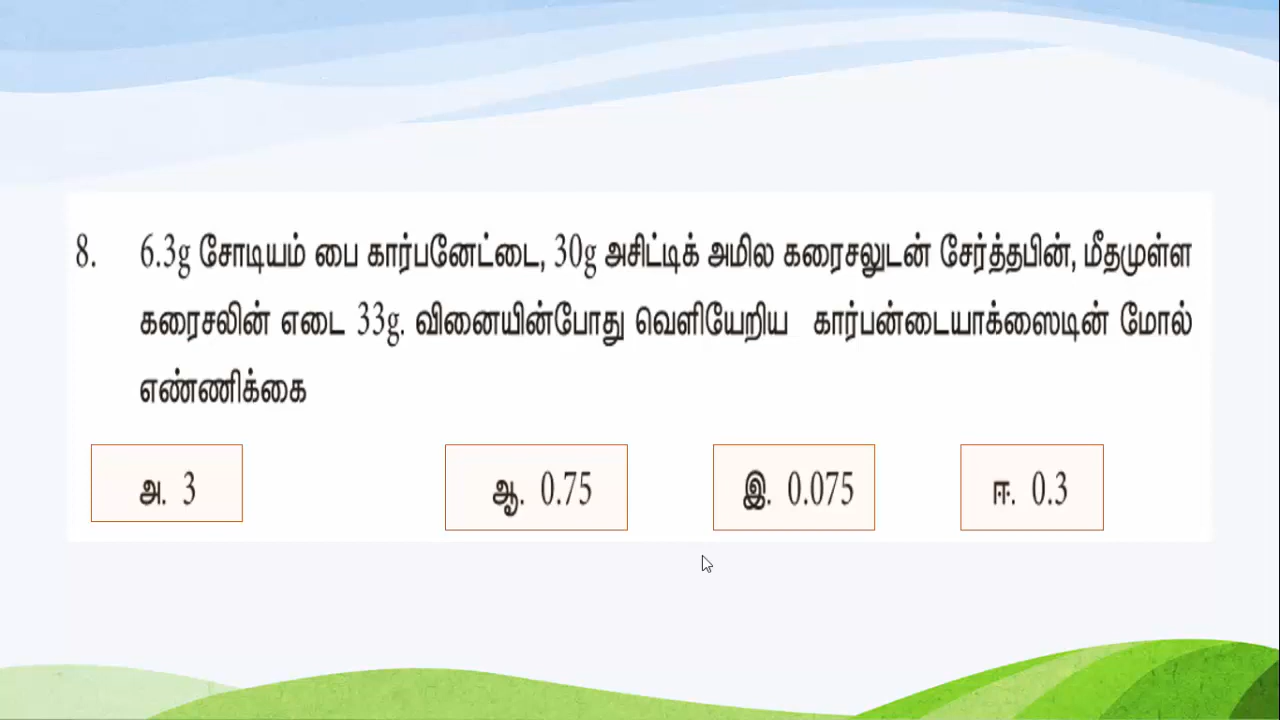 8. 6.3g சோடியம் பை கார்பனேட்டை, 30g அசிட்டிக் அமில கரைசலுடன் சேர்த்தபின், மீதமுள்ள
கரைசலின் எடை 33g. வினையின்போது வெளியேறிய கார்பன்டையாக்ஸைடின் மோல்
எண்ணிக்கை
அ. 3 ஆ. 0.75 இ. 0.075 ஈ. 0.3